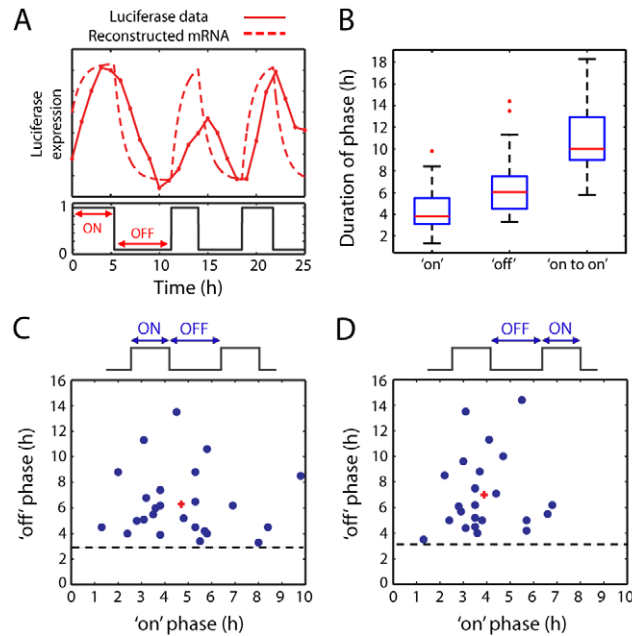 A
Luciferase data
Reconstructed mRNA
Luciferase
expression
1
0
ON
OFF
0 5 10 15 20 25
Time (h)
B
Duration of phase (h)
18
16
14
12
10
8
6
4
2
'on' 'off' 'on to on'
C
ON OFF
'off' phase (h)
16
14
12
10
8
6
4
2
0
0 1 2 3 4 5 6 7 8 9 10
'on' phase (h)
D
OFF ON
'off' phase (h)
16
14
12
10
8
6
4
2
0
0 1 2 3 4 5 6 7 8 9 10
'on' phase (h)